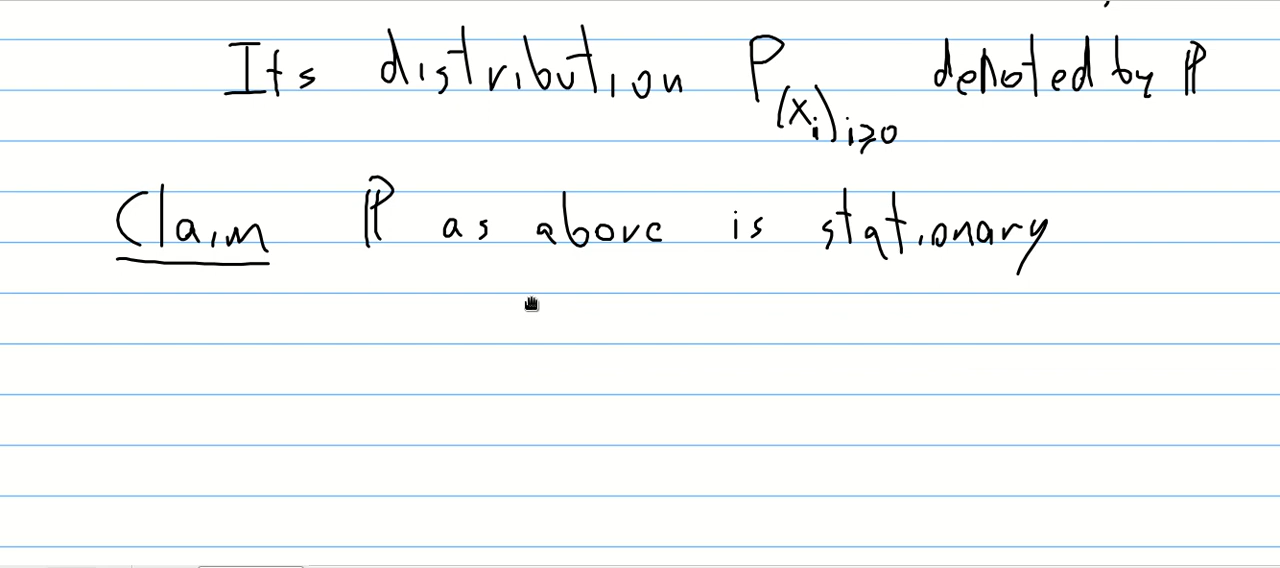 Its distribution P_{(X_i)_{i≥0}} denoted by ℙ
Claim ℙ as above is stationary